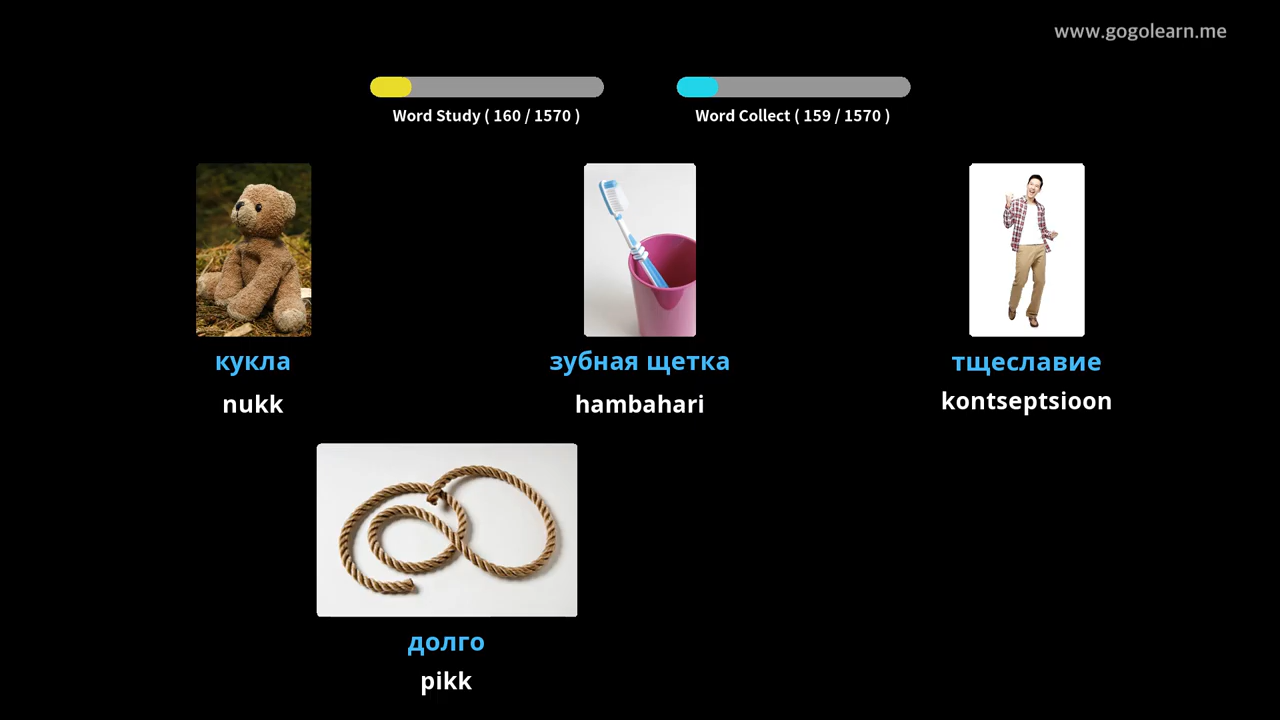 www.gogolearn.me
Word Study ( 160 / 1570 )
Word Collect ( 159 / 1570 )
кукла
nukk
зубная щетка
hambahari
тщеславие
kontseptsioon
долго
pikk